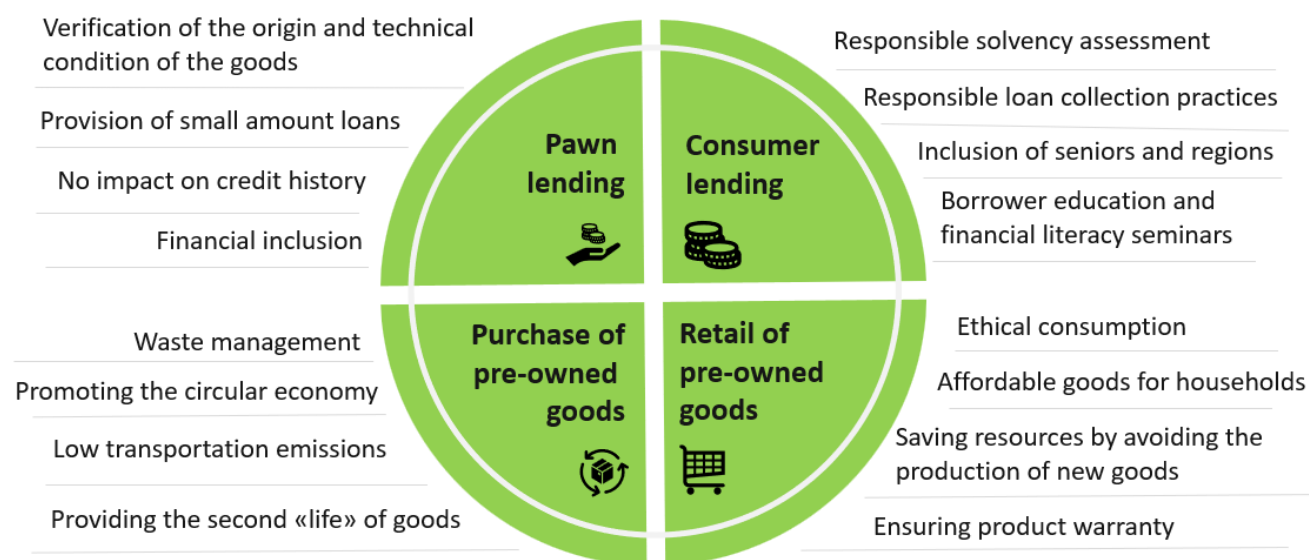 Verification of the origin and technical
condition of the goods
Provision of small amount loans
No impact on credit history
Financial inclusion
Pawn
lending
Consumer
lending
Responsible solvency assessment
Responsible loan collection practices
Inclusion of seniors and regions
Borrower education and
financial literacy seminars
Waste management
Promoting the circular economy
Low transportation emissions
Providing the second «life» of goods
Purchase of
pre-owned
goods
Retail of
pre-owned
goods
Ethical consumption
Affordable goods for households
Saving resources by avoiding the
production of new goods
Ensuring product warranty